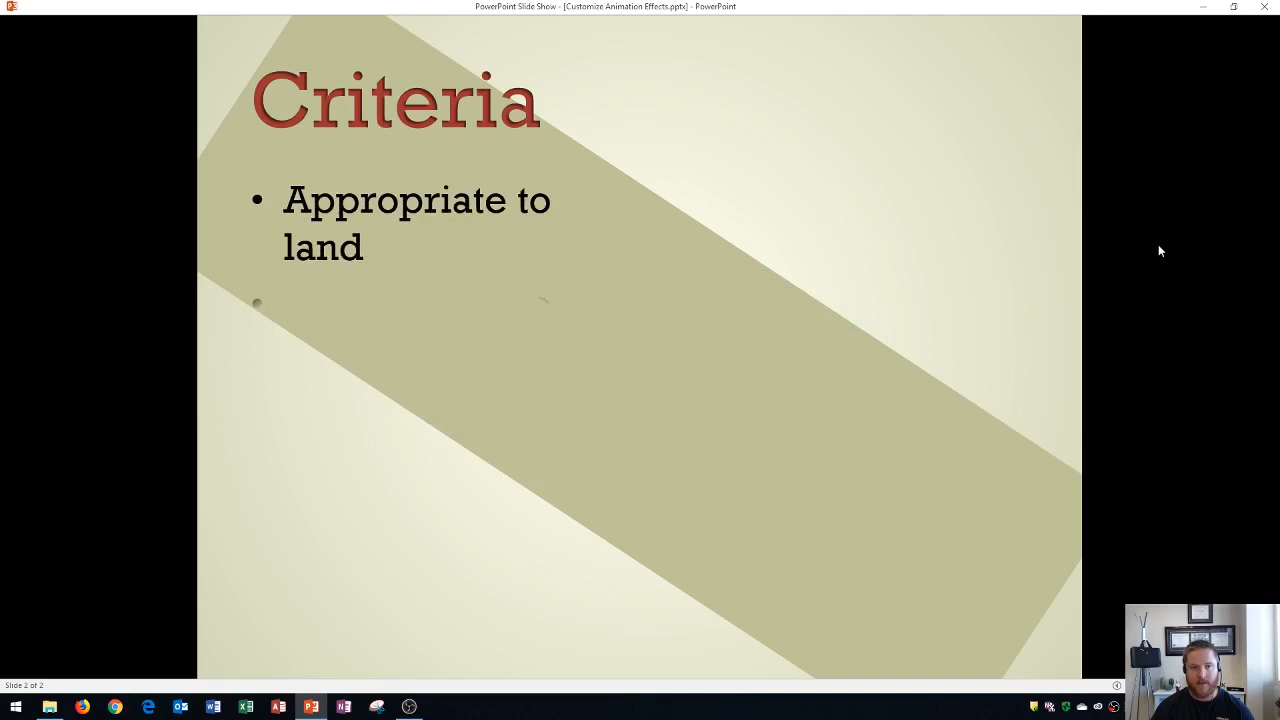 PowerPoint Slide Show - [Customize Animation Effects.pptx] - PowerPoint
Criteria
• Appropriate to
land
Slide 2 of 2